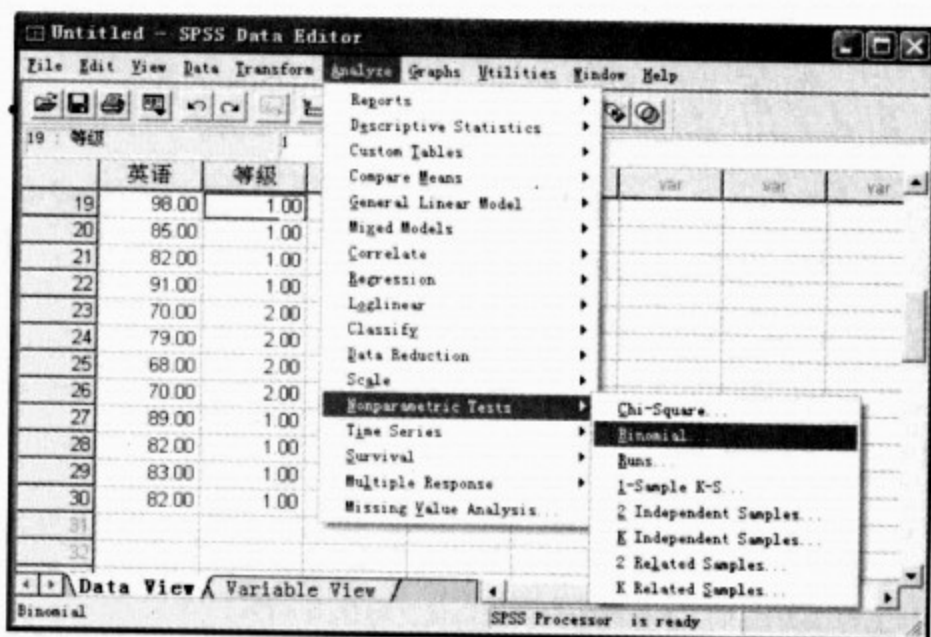 Untitled - SPSS Data Editor
File Edit View Data Transform Analyze Graphs Utilities Window Help
19 : 等级 1
英语 等级 var var var
19 98.00 1.00
20 85.00 1.00
21 82.00 1.00
22 91.00 1.00
23 70.00 2.00
24 79.00 2.00
25 68.00 2.00
26 70.00 2.00
27 89.00 1.00
28 82.00 1.00
29 83.00 1.00
30 82.00 1.00
31
32
Reports
Descriptive Statistics
Custom Tables
Compare Means
General Linear Model
Mixed Models
Correlate
Regression
Loglinear
Classify
Data Reduction
Scale
Nonparametric Tests
Time Series
Survival
Multiple Response
Missing Value Analysis...
Chi-Square...
Binomial...
Runs...
1-Sample K-S...
2 Independent Samples...
K Independent Samples...
2 Related Samples...
K Related Samples...
Data View Variable View
Binomial SPSS Processor is ready